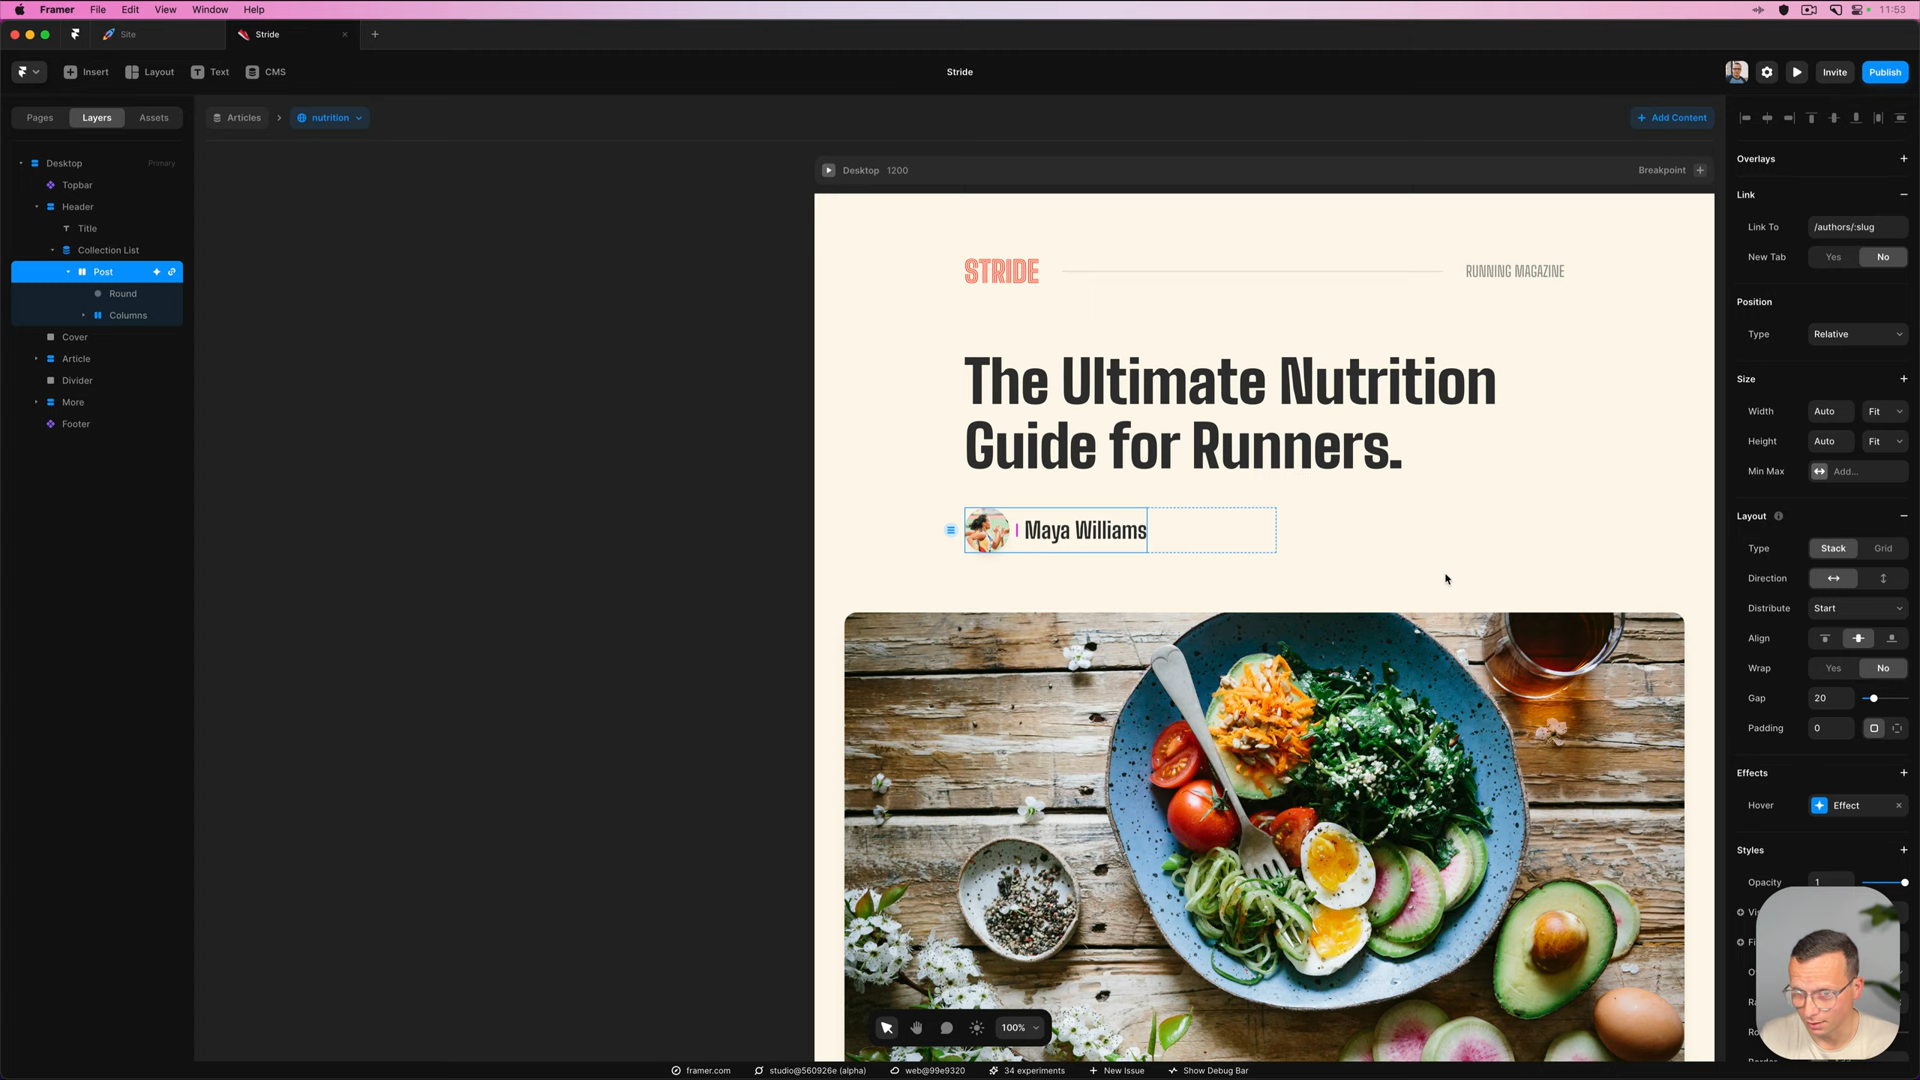 Framer File Edit View Window Help 11:53
Site Stride
Insert Layout Text CMS Stride Invite Publish
Pages Layers Assets
Articles nutrition Add Content
Desktop Primary
Topbar
Header
Title
Collection List
Post
Round
Columns
Cover
Article
Divider
More
Footer
Desktop 1200 Breakpoint
STRIDE RUNNING MAGAZINE
The Ultimate Nutrition
Guide for Runners.
Maya Williams
100%
Overlays
Link
Link To /authors/:slug
New Tab Yes No
Position
Type Relative
Size
Width Auto Fit
Height Auto Fit
Min Max Add...
Layout
Type Stack Grid
Direction
Distribute Start
Align
Wrap Yes No
Gap 20
Padding 0
Effects
Hover Effect
Styles
Opacity 1
framer.com studio@560926e (alpha) web@99e9320 34 experiments New Issue Show Debug Bar